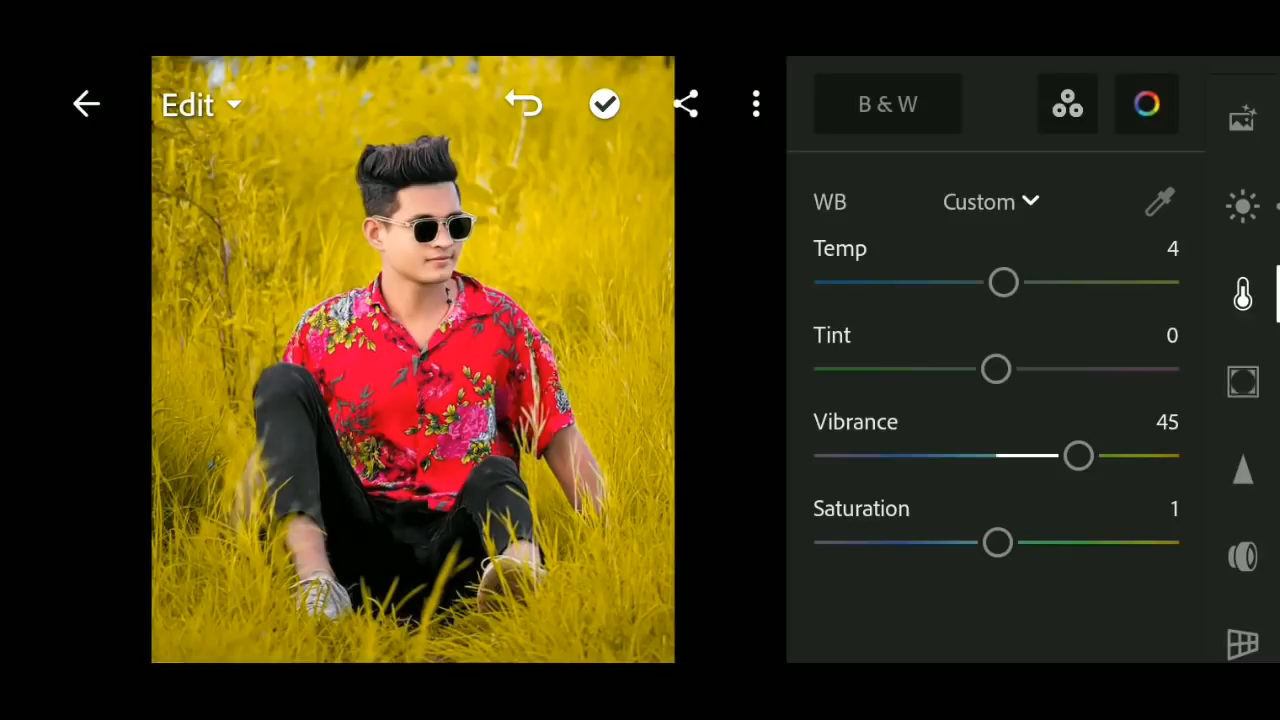 Edit
B & W
WB Custom
Temp 4
Tint 0
Vibrance 45
Saturation 1